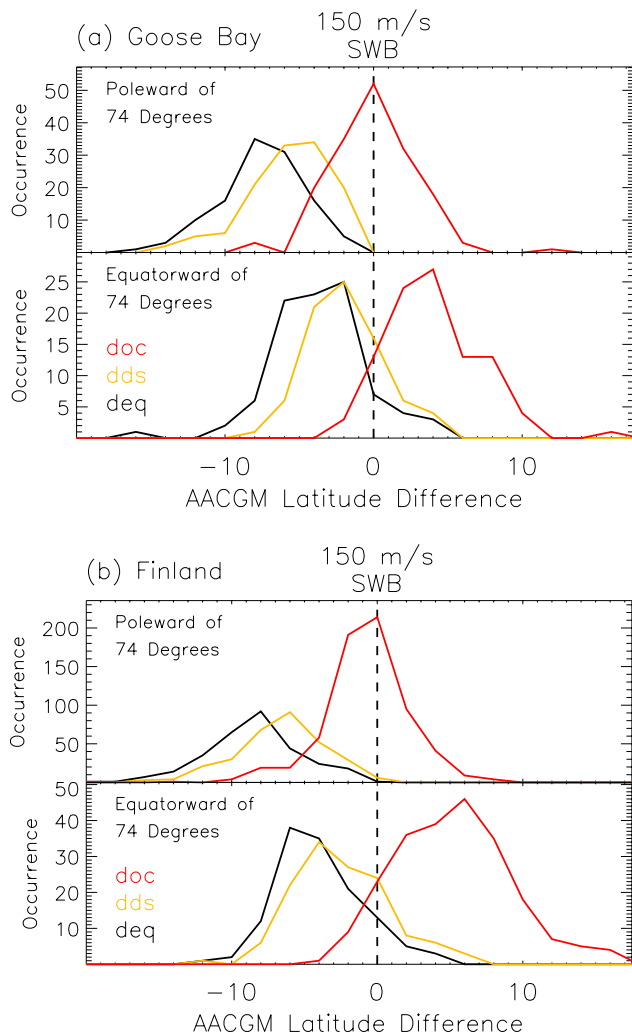 (a) Goose Bay
150 m/s
SWB
Poleward of
74 Degrees
Occurrence
50
40
30
20
10
Equatorward of
74 Degrees
doc
dds
deq
Occurrence
25
20
15
10
5
−10 0 10
AACGM Latitude Difference
(b) Finland
150 m/s
SWB
Poleward of
74 Degrees
Occurrence
200
150
100
50
Equatorward of
74 Degrees
doc
dds
deq
Occurrence
50
40
30
20
10
−10 0 10
AACGM Latitude Difference